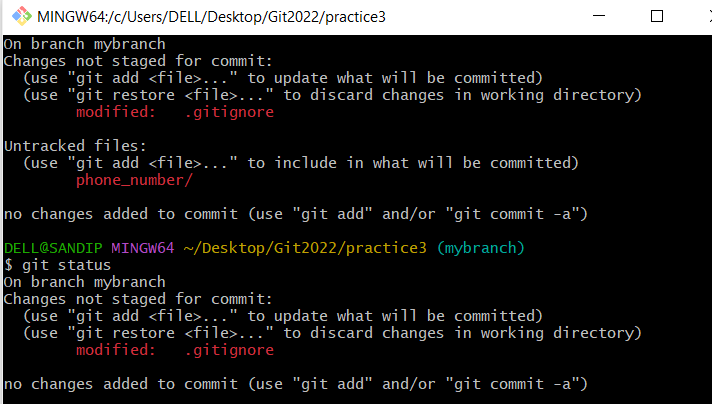 MINGW64:/c/Users/DELL/Desktop/Git2022/practice3
On branch mybranch
Changes not staged for commit:
  (use "git add <file>..." to update what will be committed)
  (use "git restore <file>..." to discard changes in working directory)
        modified:   .gitignore

Untracked files:
  (use "git add <file>..." to include in what will be committed)
        phone_number/

no changes added to commit (use "git add" and/or "git commit -a")

DELL@SANDIP MINGW64 ~/Desktop/Git2022/practice3 (mybranch)
$ git status
On branch mybranch
Changes not staged for commit:
  (use "git add <file>..." to update what will be committed)
  (use "git restore <file>..." to discard changes in working directory)
        modified:   .gitignore

no changes added to commit (use "git add" and/or "git commit -a")